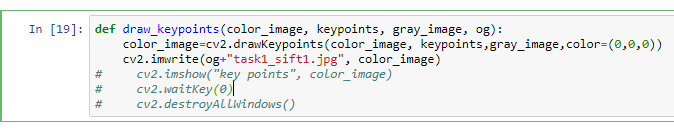 In [19]: def draw_keypoints(color_image, keypoints, gray_image, og):
color_image=cv2.drawKeypoints(color_image, keypoints,gray_image,color=(0,0,0))
cv2.imwrite(og+"task1_sift1.jpg", color_image)
#     cv2.imshow("key points", color_image)
#     cv2.waitKey(0)
#     cv2.destroyAllWindows()